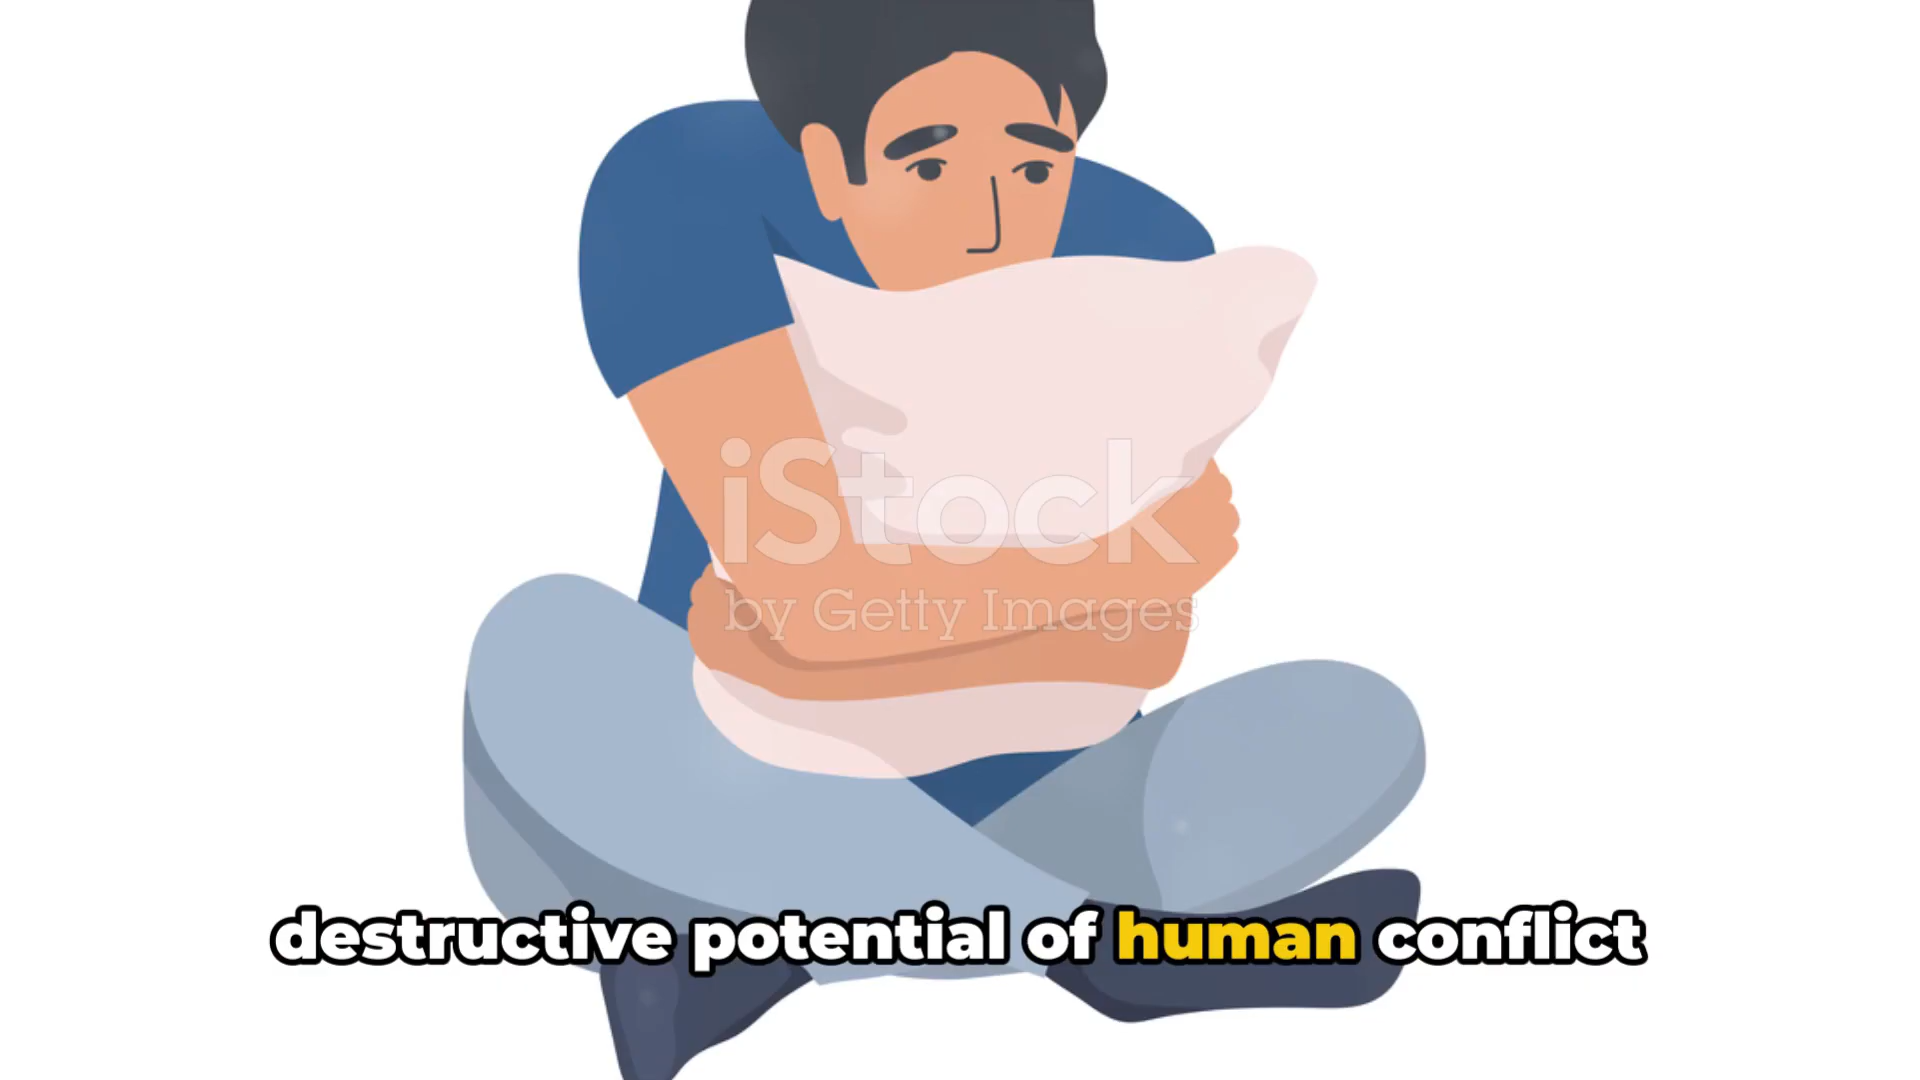 iStock
by Getty Images
destructive potential of human conflict